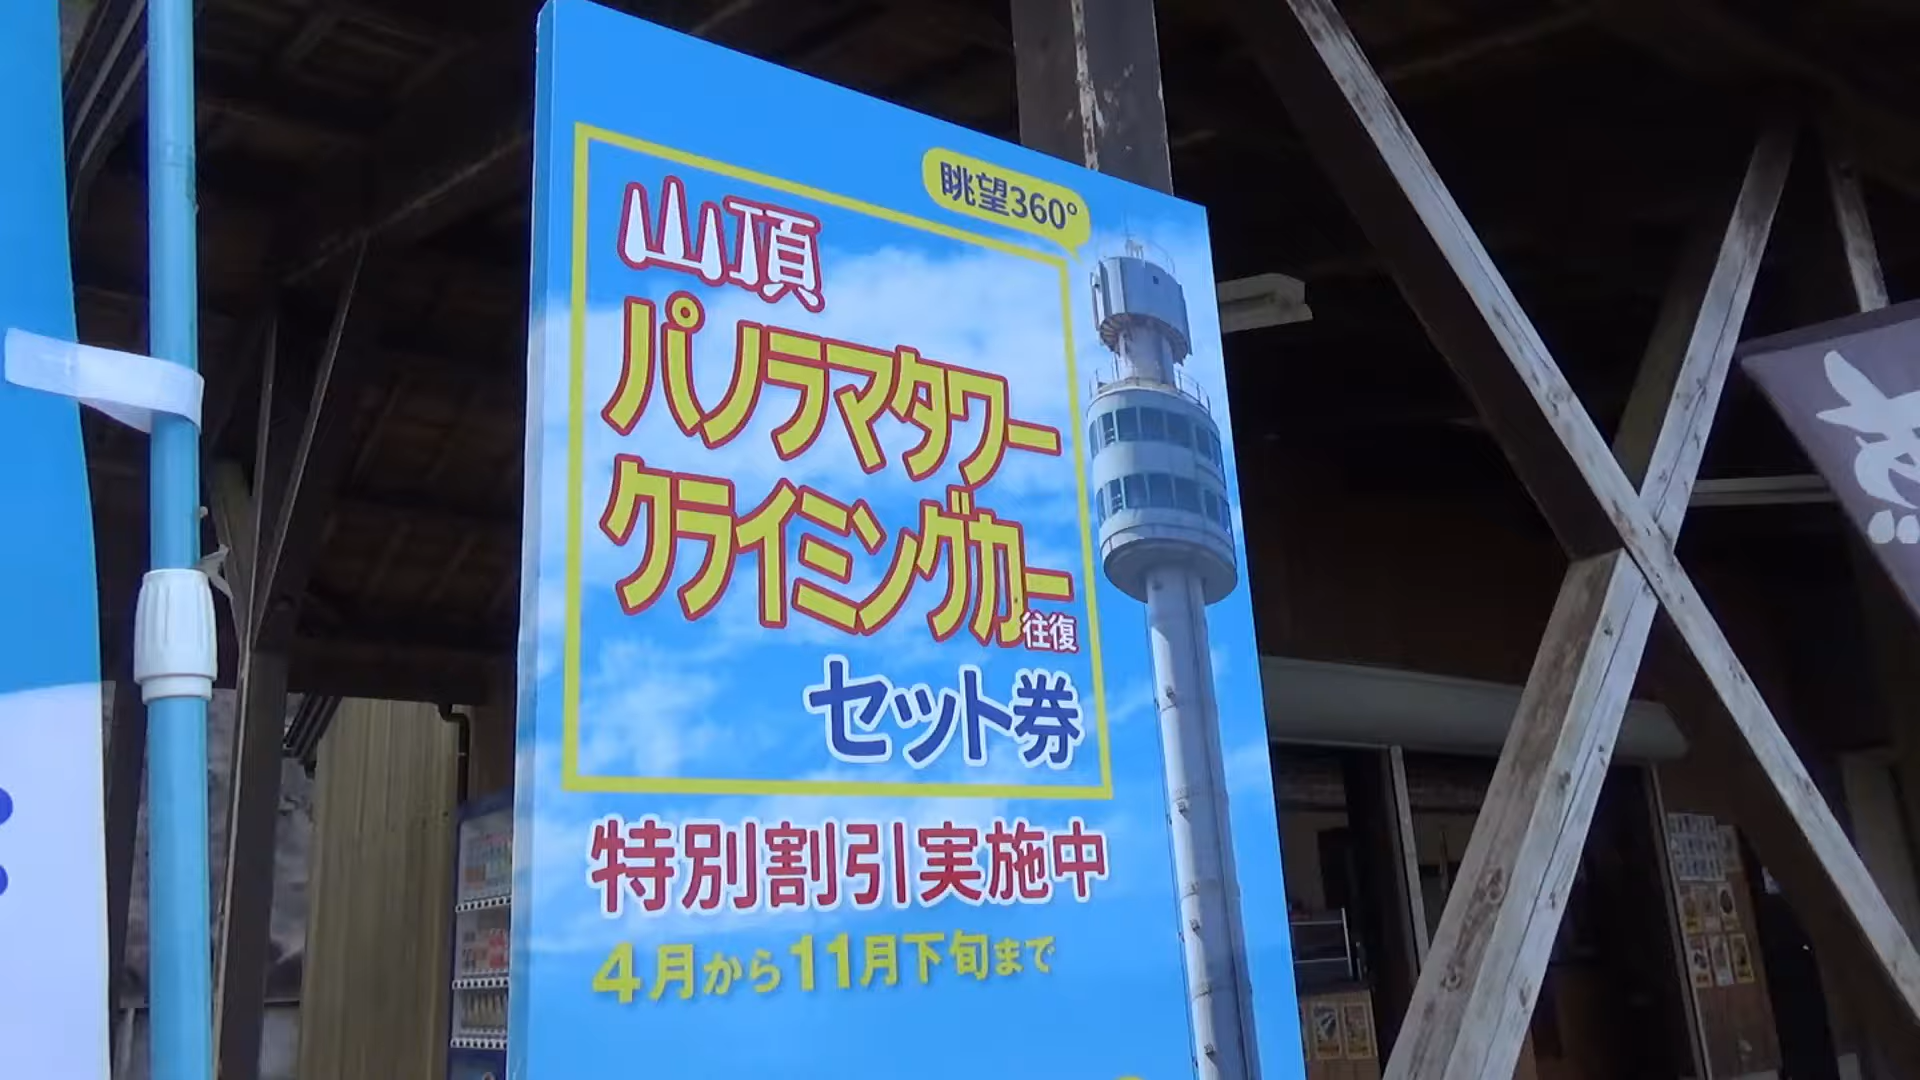 眺望360°
山頂
パノラマタワー
クライミングカー
往復
セット券
特別割引実施中
4月から11月下旬まで